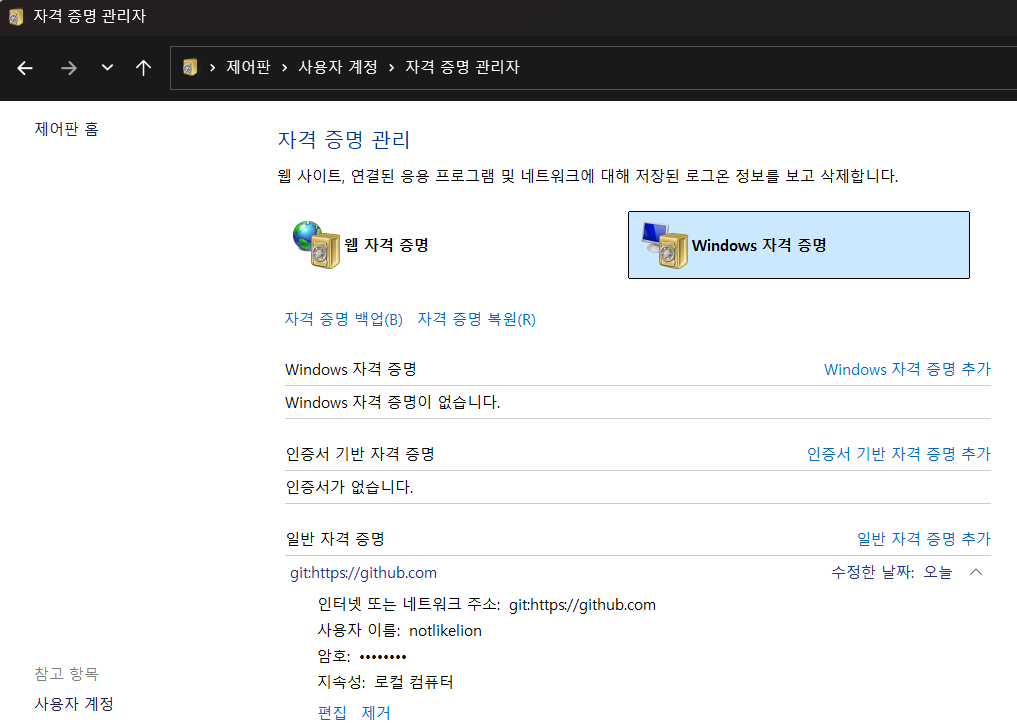 자격 증명 관리자
제어판 › 사용자 계정 › 자격 증명 관리자
제어판 홈
자격 증명 관리
웹 사이트, 연결된 응용 프로그램 및 네트워크에 대해 저장된 로그온 정보를 보고 삭제합니다.
웹 자격 증명
Windows 자격 증명
자격 증명 백업(B) 자격 증명 복원(R)
Windows 자격 증명 Windows 자격 증명 추가
Windows 자격 증명이 없습니다.
인증서 기반 자격 증명 인증서 기반 자격 증명 추가
인증서가 없습니다.
일반 자격 증명 일반 자격 증명 추가
git:https://github.com 수정한 날짜: 오늘
인터넷 또는 네트워크 주소: git:https://github.com
사용자 이름: notlikelion
암호: ••••••••
지속성: 로컬 컴퓨터
편집 제거
참고 항목
사용자 계정